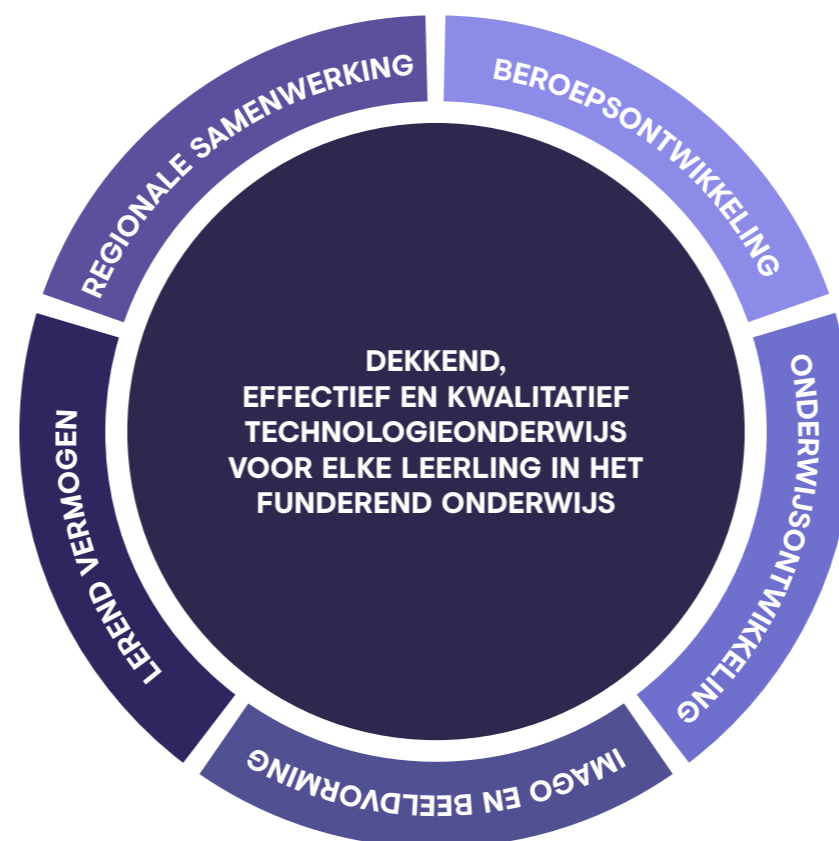 REGIONALE SAMENWERKING
BEROEPSONTWIKKELING
ONDERWIJSONTWIKKELING
IMAGO EN BEELDVORMING
LEREND VERMOGEN
DEKKEND,
EFFECTIEF EN KWALITATIEF
TECHNOLOGIEONDERWIJS
VOOR ELKE LEERLING IN HET
FUNDEREND ONDERWIJS